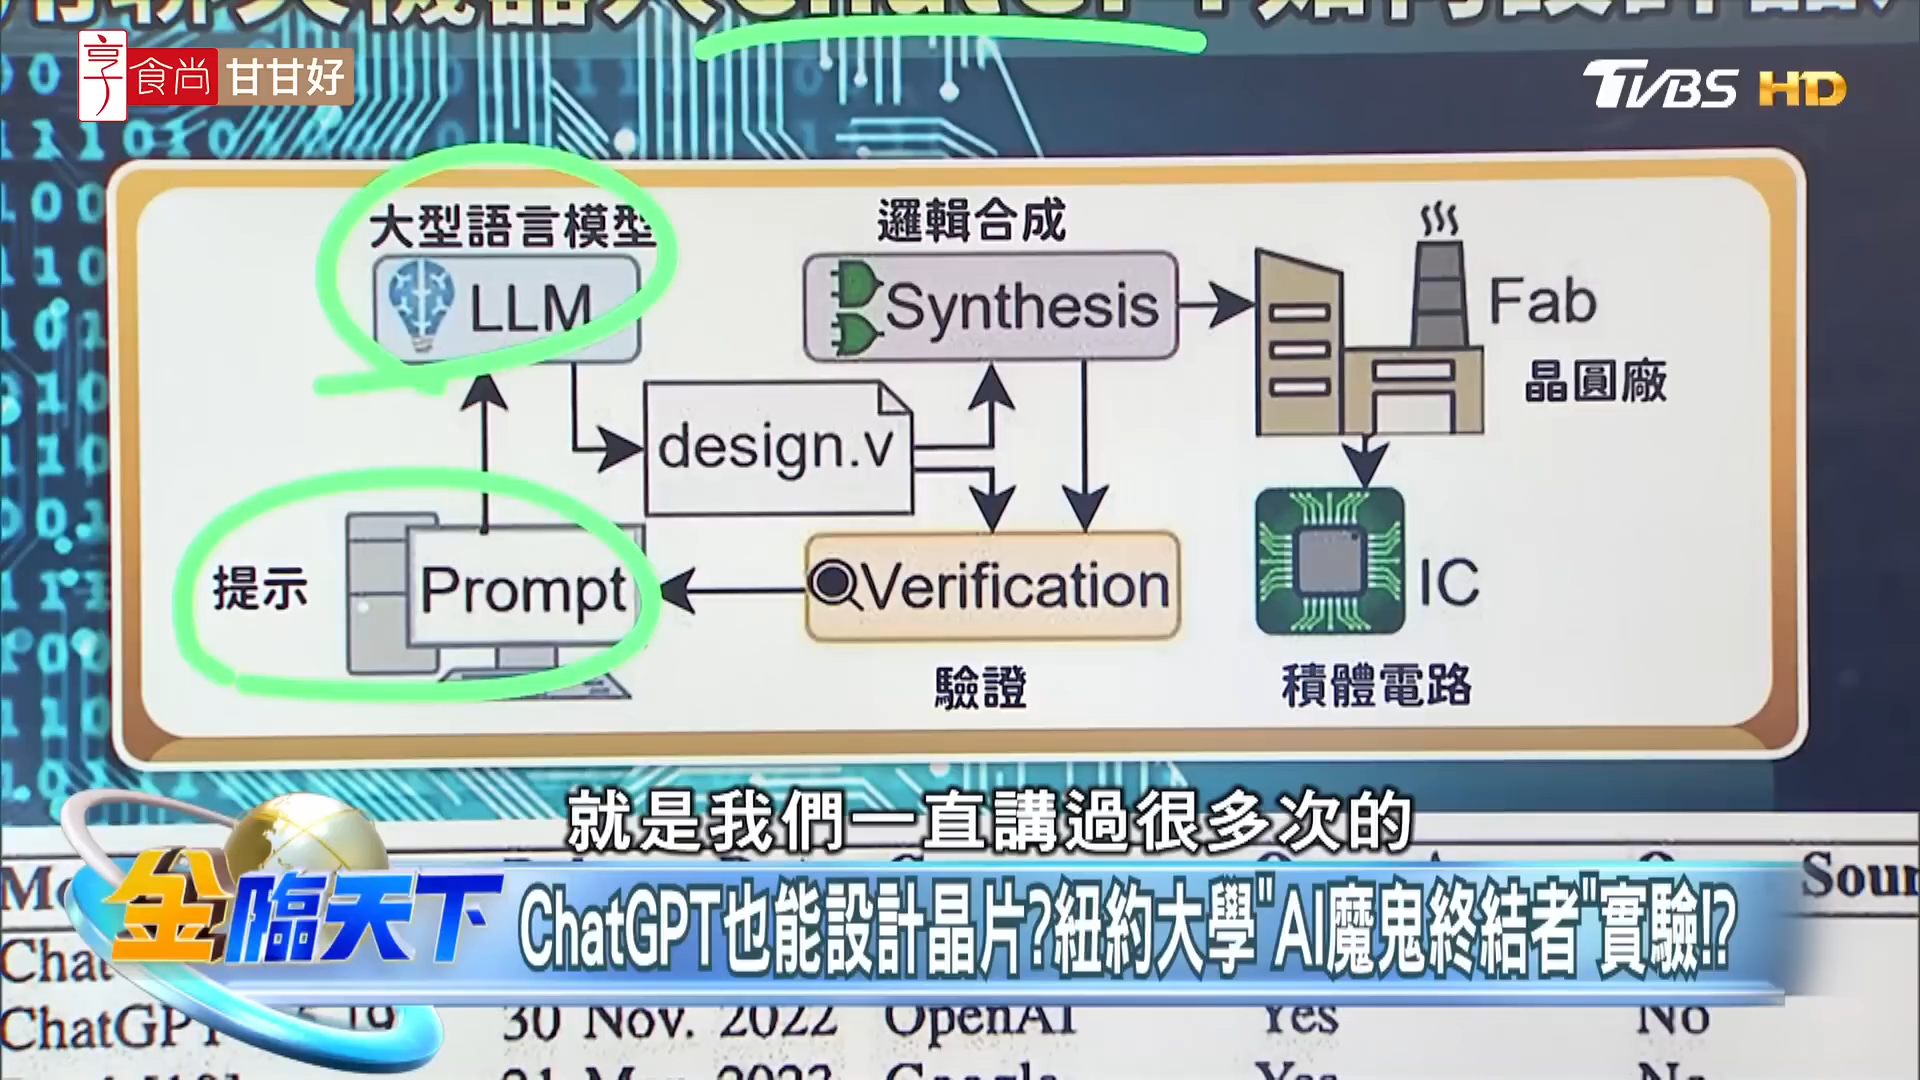 享 食尚 甘甘好
TVBS HD
大型語言模型
LLM
邏輯合成
Synthesis
Fab
晶圓廠
design.v
提示
Prompt
Verification
驗證
IC
積體電路
就是我們一直講過很多次的
金臨天下
ChatGPT也能設計晶片?紐約大學"AI魔鬼終結者"實驗!?
Sour
Chat
ChatGPT 30 Nov. 2022 OpenAI Yes No